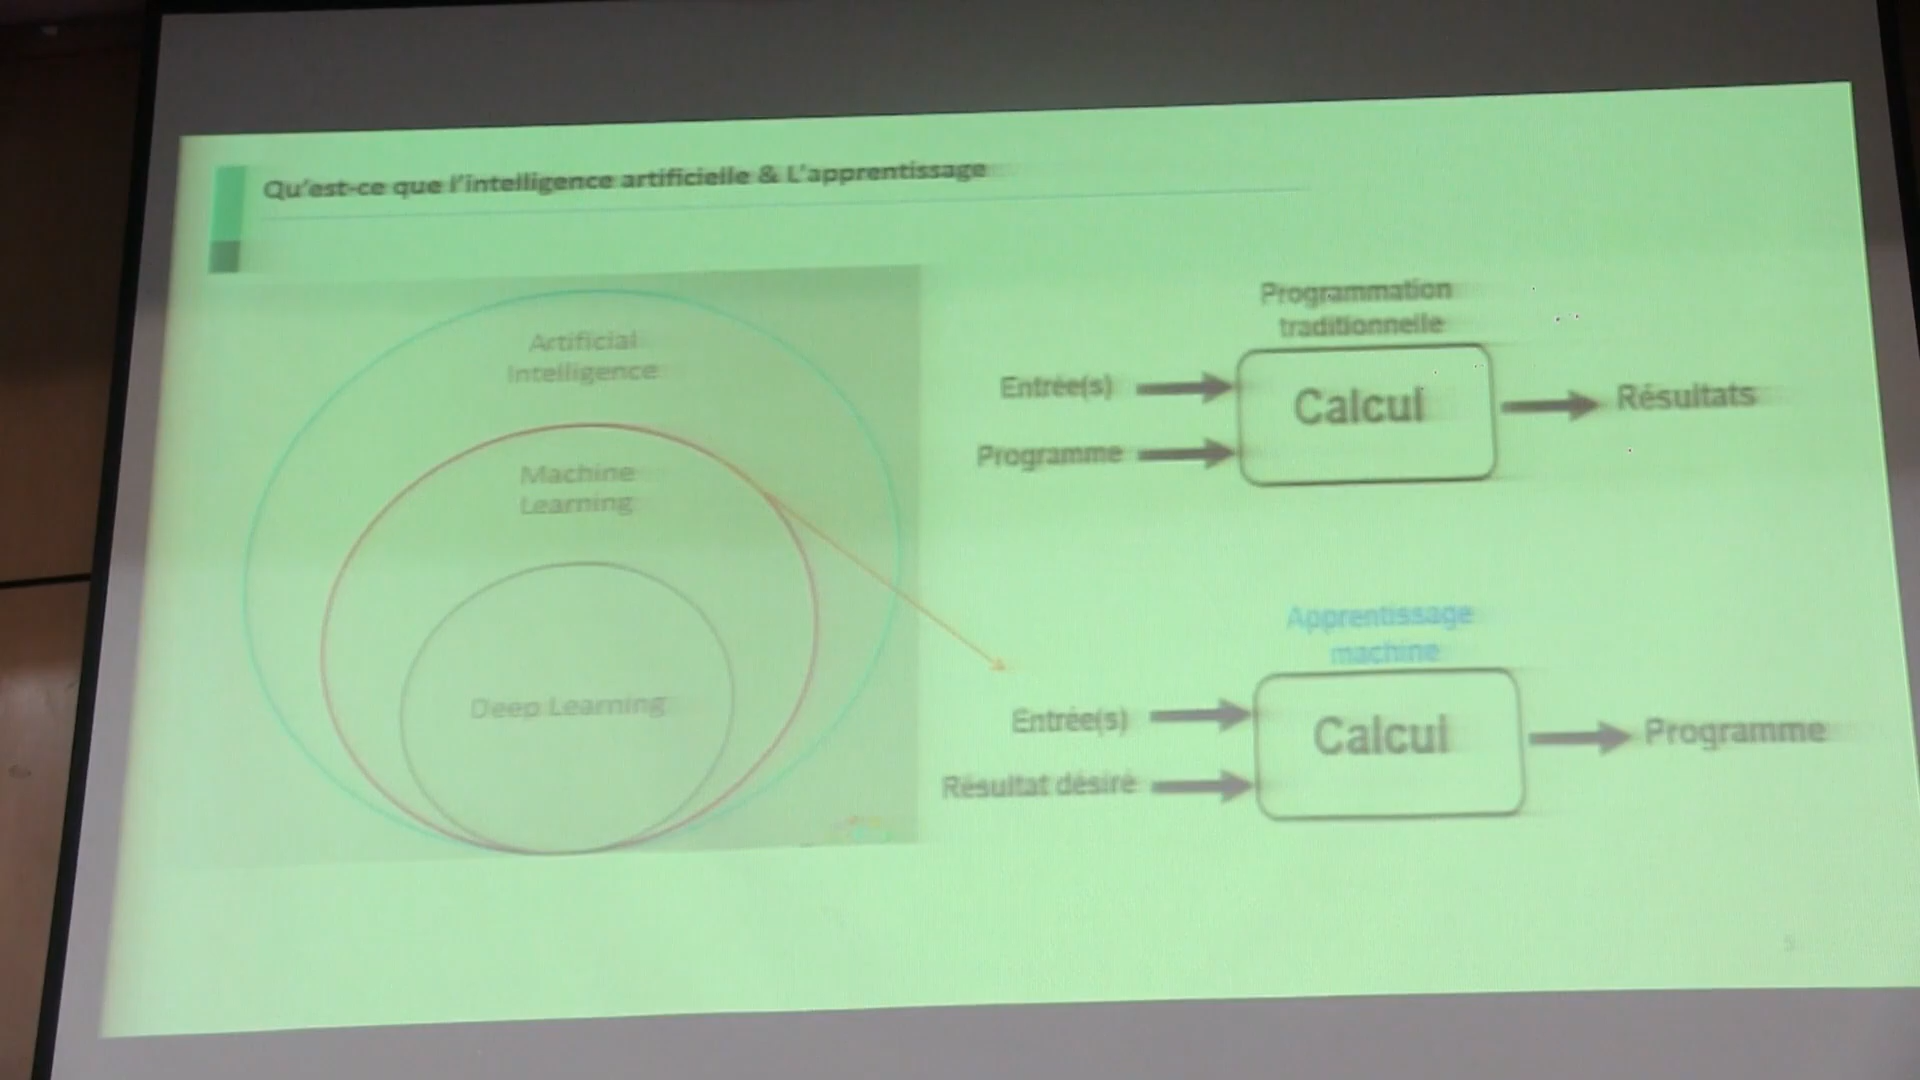 Qu'est-ce que l'intelligence artificielle & L'apprentissage
Artificial
Intelligence
Machine
Learning
Deep Learning
Programmation
traditionnelle
Entrée(s)
Programme
Calcul
Résultats
Apprentissage
machine
Entrée(s)
Résultat désiré
Calcul
Programme